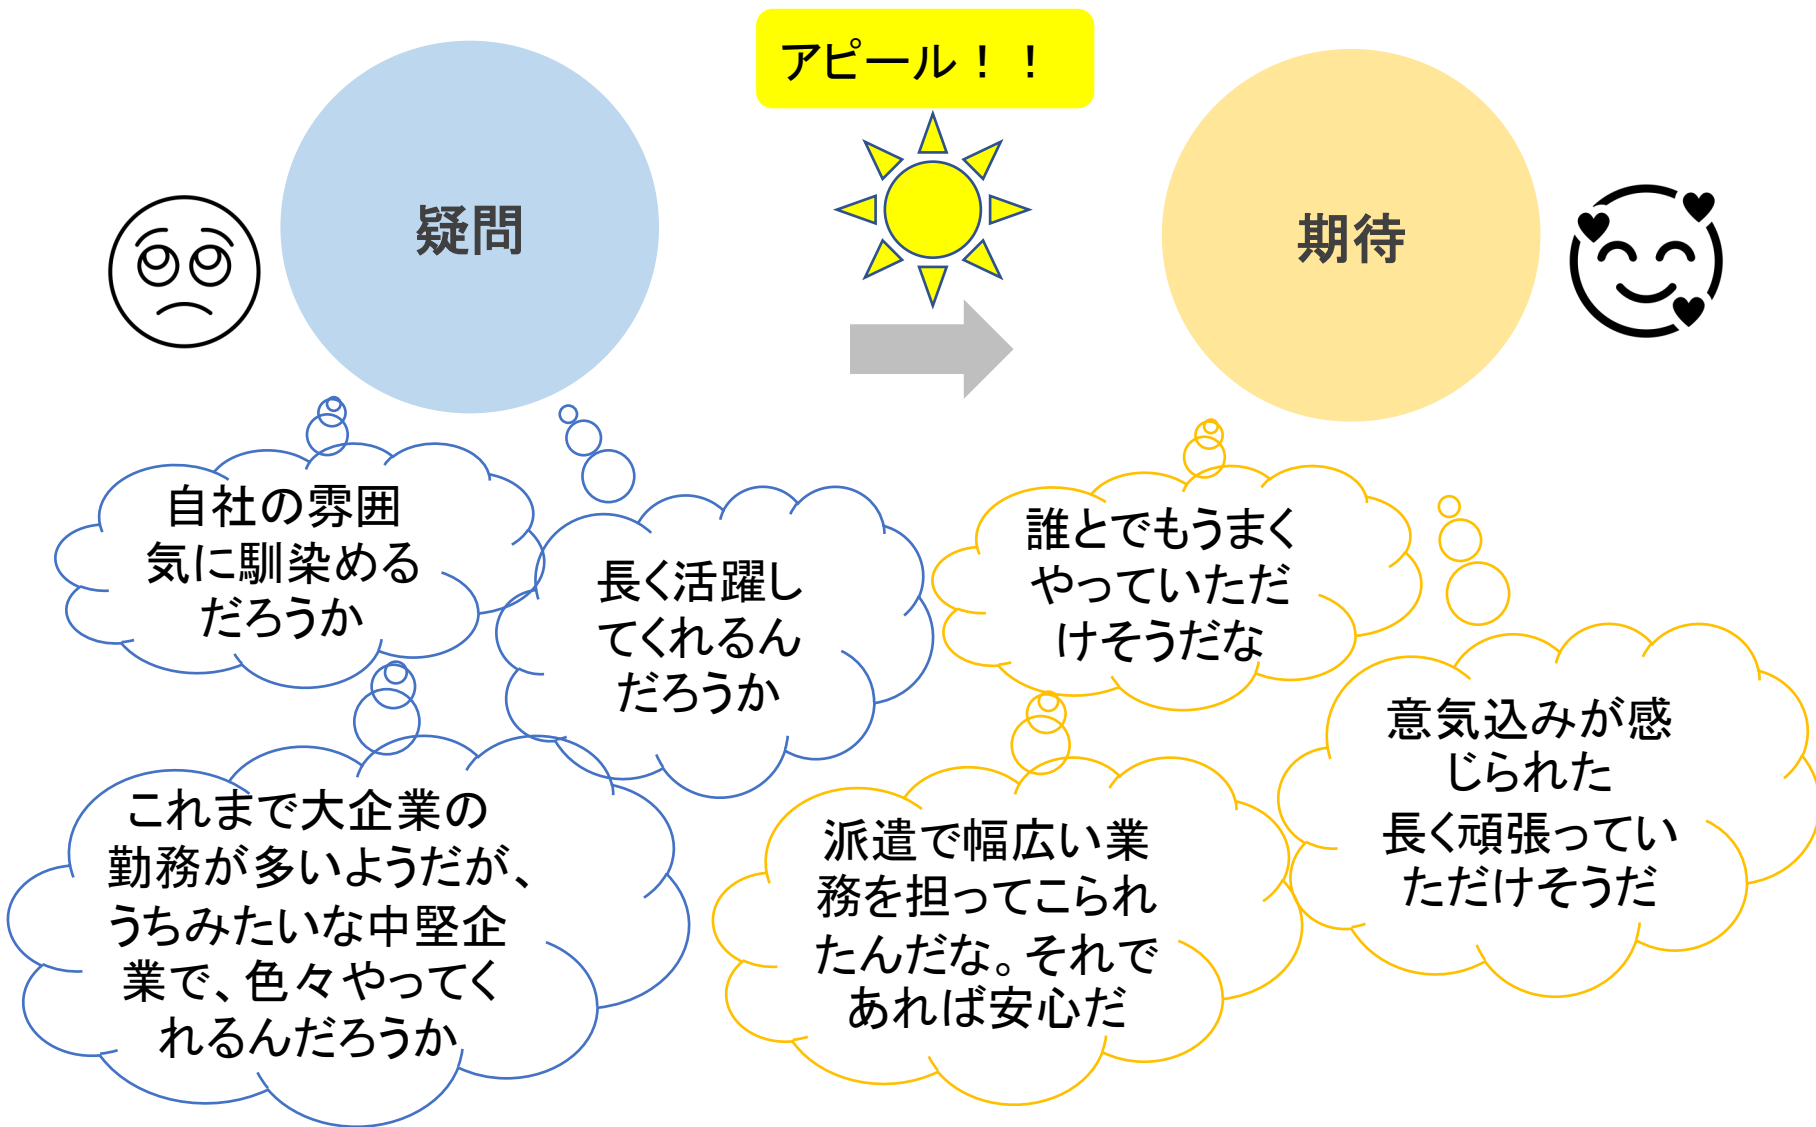 アピール！！
疑問
期待
自社の雰囲
気に馴染める
だろうか
長く活躍し
てくれるん
だろうか
これまで大企業の
勤務が多いようだが、
うちみたいな中堅企
業で、色々やってく
れるんだろうか
誰とでもうまく
やっていただ
けそうだな
意気込みが感
じられた
長く頑張ってい
ただけそうだ
派遣で幅広い業
務を担ってこられ
たんだな。それで
あれば安心だ